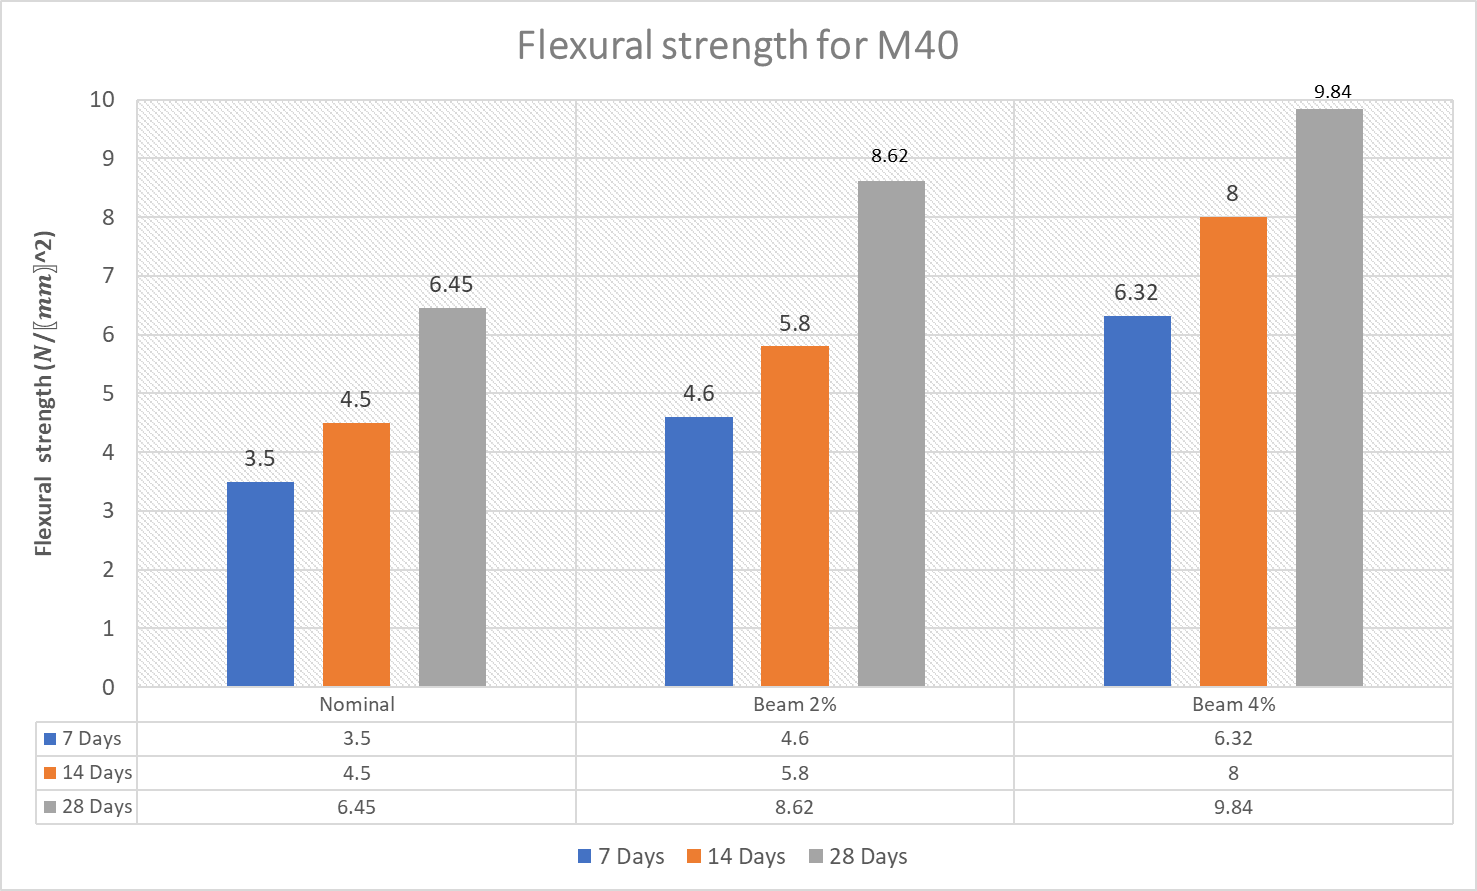 Flexural strength for M40
Flexural strength (N/〖(mm)〗^2)
10
9
8
7
6
5
4
3
2
1
0
3.5
4.5
6.45
4.6
5.8
8.62
6.32
8
9.84
Nominal Beam 2% Beam 4%
7 Days 3.5 4.6 6.32
14 Days 4.5 5.8 8
28 Days 6.45 8.62 9.84
7 Days 14 Days 28 Days